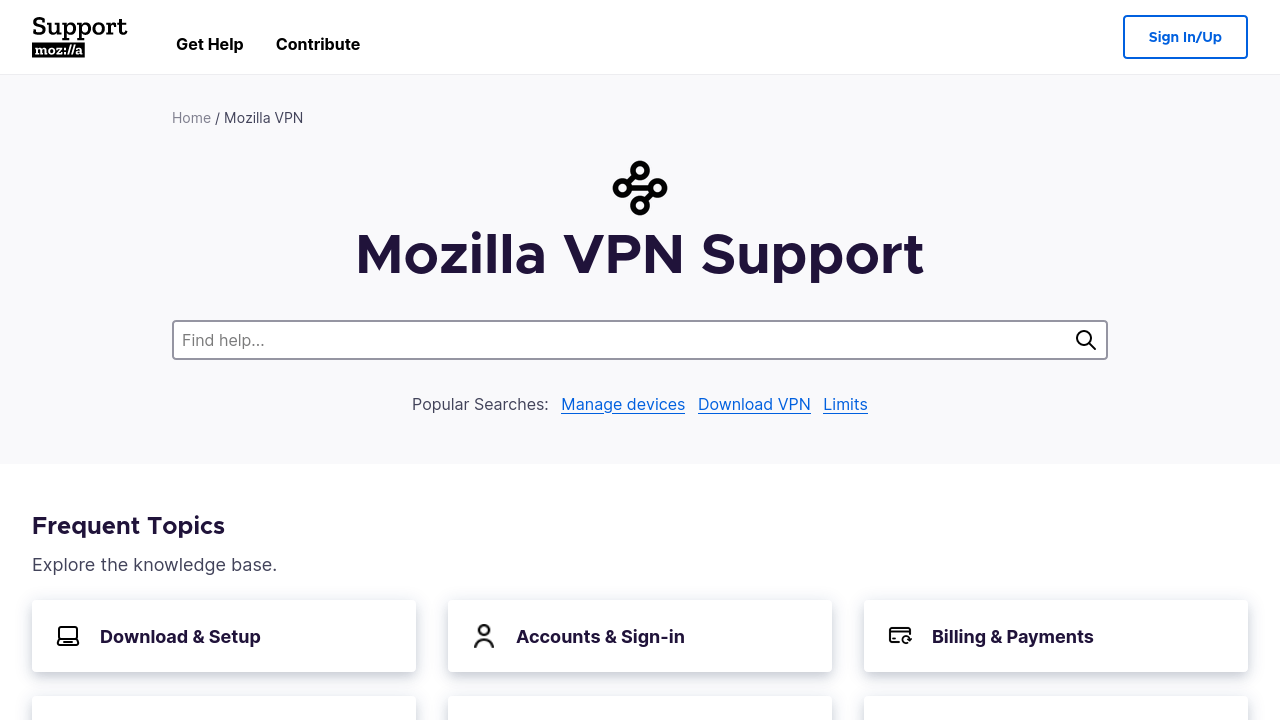 Support
moz://a
Get Help
Contribute
Sign In/Up
Home / Mozilla VPN
Mozilla VPN Support
Find help...
Popular Searches: Manage devices Download VPN Limits
Frequent Topics
Explore the knowledge base.
Download & Setup
Accounts & Sign-in
Billing & Payments